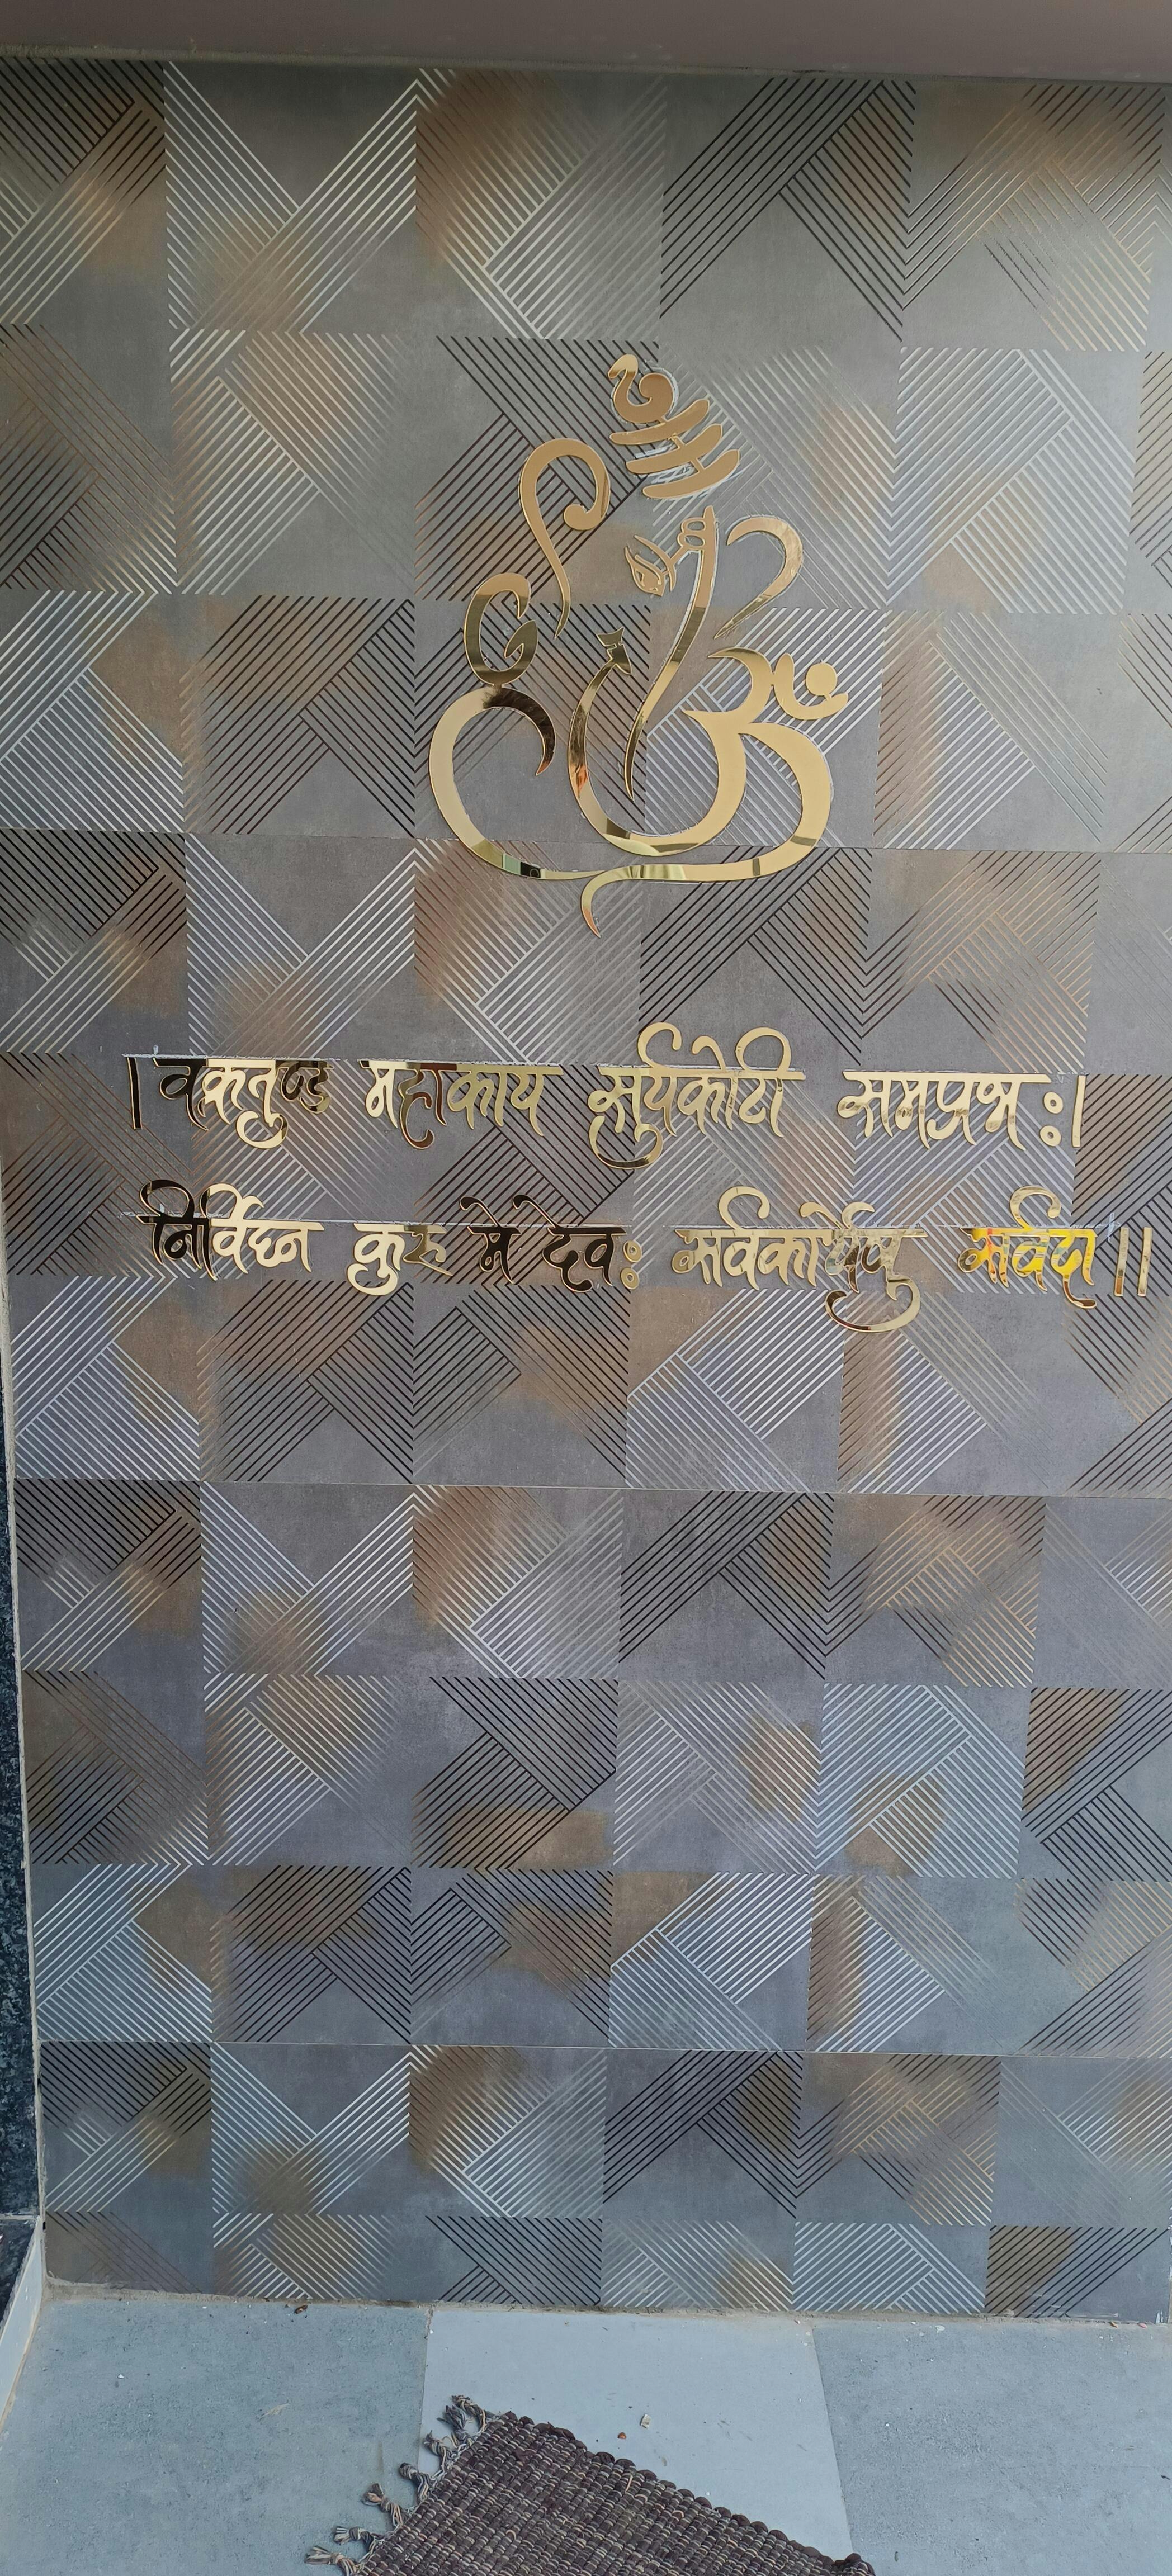 । वक्रतुण्ड महाकाय सुर्यकोटी समप्रभ : ।
निर्विघ्न कुरु मे देव : सर्वकार्येषु सर्वदा ।।